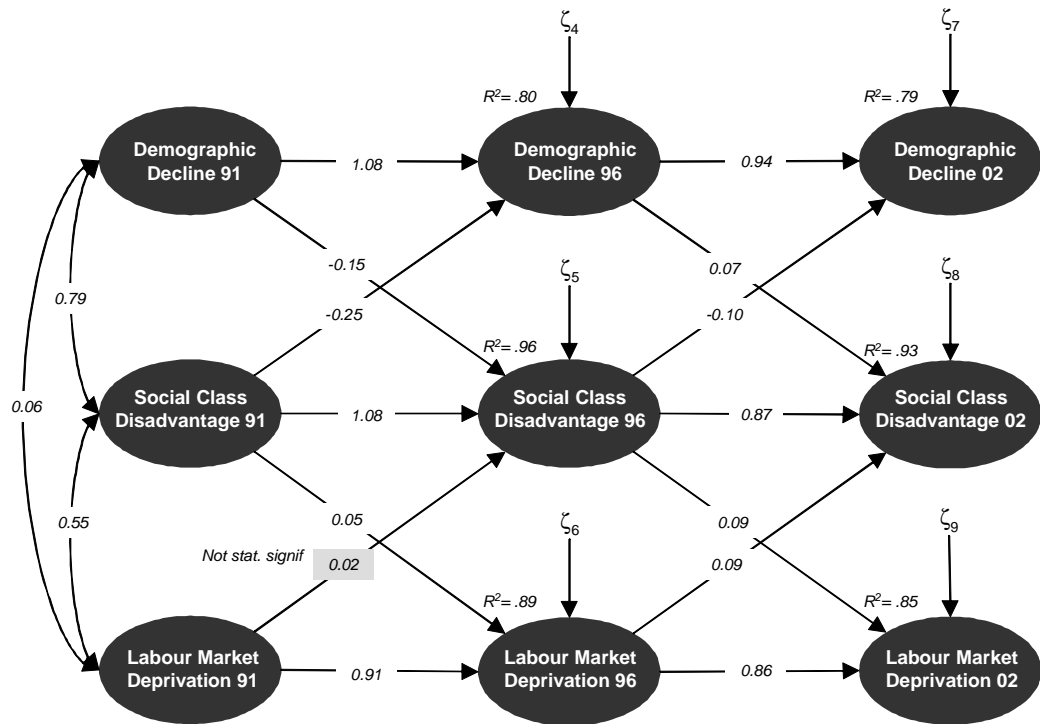 ζ4
ζ7
R²= .80
R²= .79
Demographic
Decline 91
1.08
Demographic
Decline 96
0.94
Demographic
Decline 02
-0.15
0.07
ζ5
ζ8
0.79
-0.25
-0.10
R²= .96
R²= .93
0.06
Social Class
Disadvantage 91
1.08
Social Class
Disadvantage 96
0.87
Social Class
Disadvantage 02
0.55
0.05
0.09
ζ6
ζ9
Not stat. signif
0.02
0.09
R²= .89
R²= .85
Labour Market
Deprivation 91
0.91
Labour Market
Deprivation 96
0.86
Labour Market
Deprivation 02